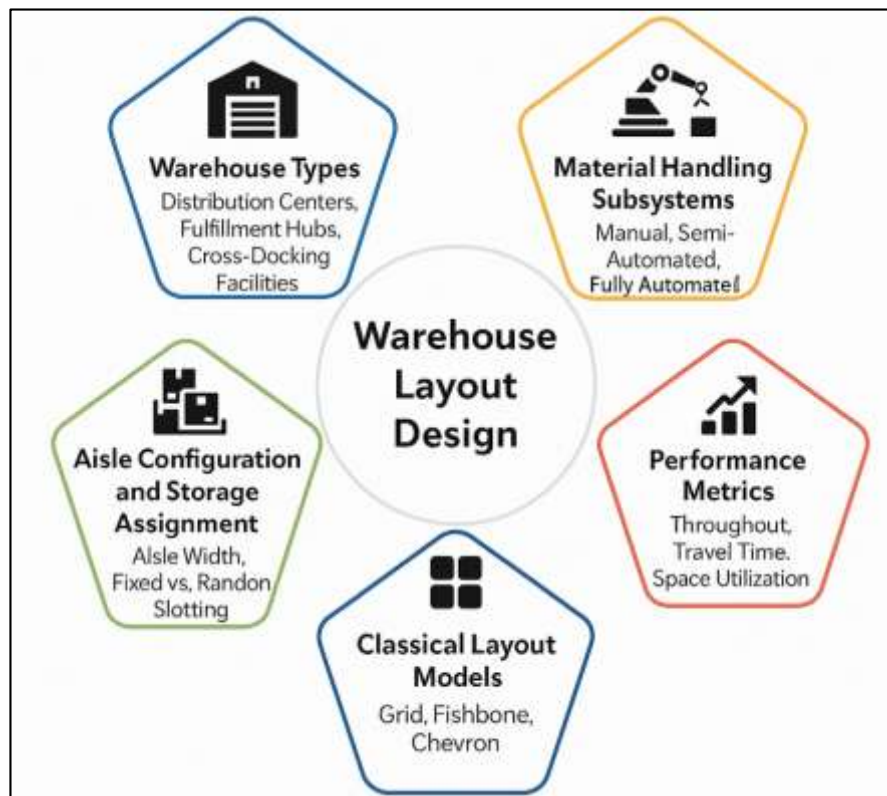 Warehouse Types
Distribution Centers,
Fulfillment Hubs,
Cross-Docking
Facilities
Material Handling
Subsystems
Manual, Semi-
Automated,
Fully Automated
Warehouse
Layout
Design
Aisle Configuration
and Storage
Assignment
Alsle Width,
Fixed vs, Randon
Slotting
Performance
Metrics
Throughout,
Travel Time.
Space Utilization
Classical Layout
Models
Grid, Fishbone,
Chevron